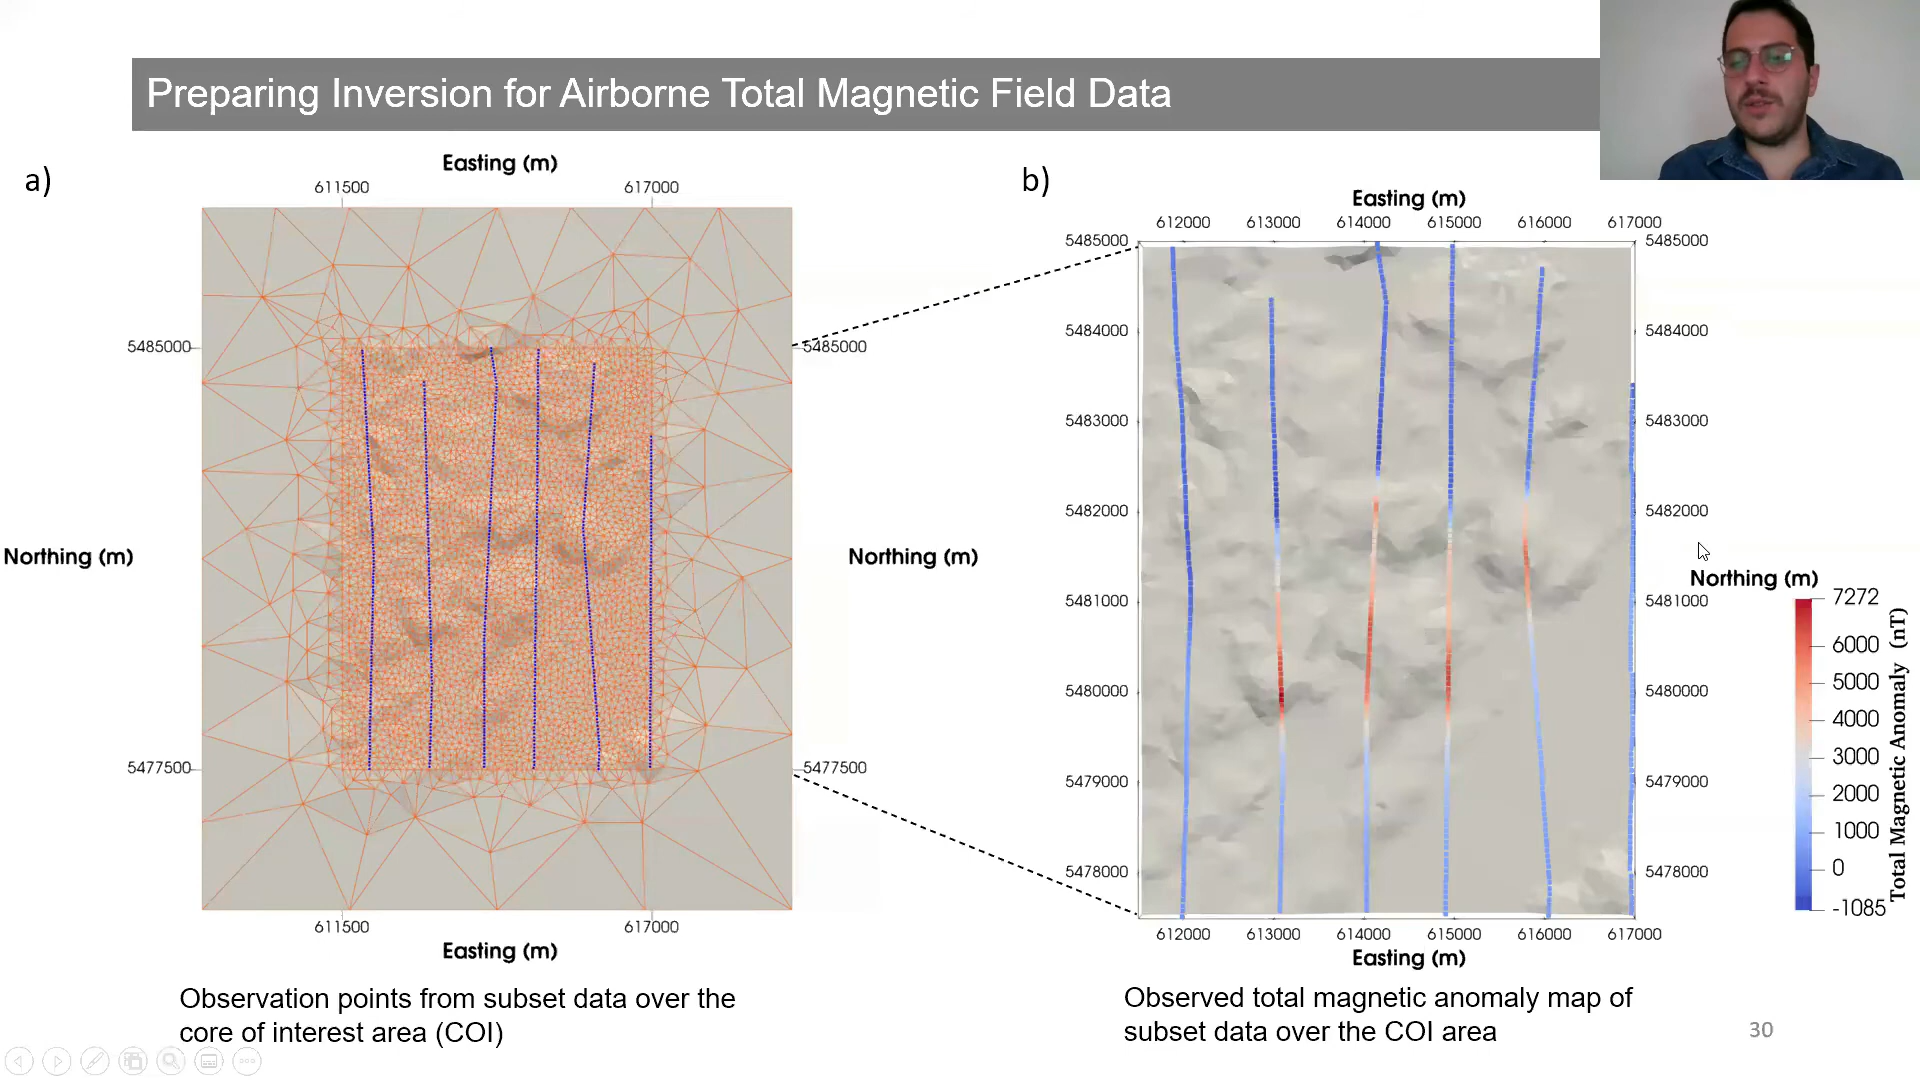 Preparing Inversion for Airborne Total Magnetic Field Data
a)
Easting (m)
611500 617000
5485000 5485000
Northing (m) Northing (m)
5477500 5477500
611500 617000
Easting (m)
Observation points from subset data over the
core of interest area (COI)
b)
Easting (m)
612000 613000 614000 615000 616000 617000
5485000 5485000
5484000 5484000
5483000 5483000
5482000 5482000
5481000 5481000
5480000 5480000
5479000 5479000
5478000 5478000
612000 613000 614000 615000 616000 617000
Easting (m)
Northing (m)
7272
6000
5000
4000
3000
2000
1000
0
-1085
Total Magnetic Anomaly (nT)
Observed total magnetic anomaly map of
subset data over the COI area
30